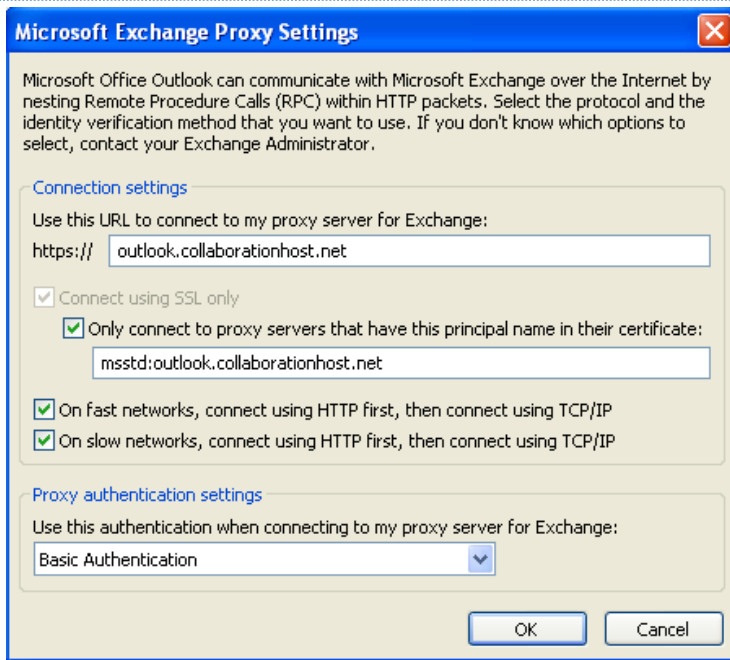 Microsoft Exchange Proxy Settings
Microsoft Office Outlook can communicate with Microsoft Exchange over the Internet by
nesting Remote Procedure Calls (RPC) within HTTP packets. Select the protocol and the
identity verification method that you want to use. If you don't know which options to
select, contact your Exchange Administrator.
Connection settings
Use this URL to connect to my proxy server for Exchange:
https:// outlook.collaborationhost.net
Connect using SSL only
Only connect to proxy servers that have this principal name in their certificate:
msstd:outlook.collaborationhost.net
On fast networks, connect using HTTP first, then connect using TCP/IP
On slow networks, connect using HTTP first, then connect using TCP/IP
Proxy authentication settings
Use this authentication when connecting to my proxy server for Exchange:
Basic Authentication
OK Cancel